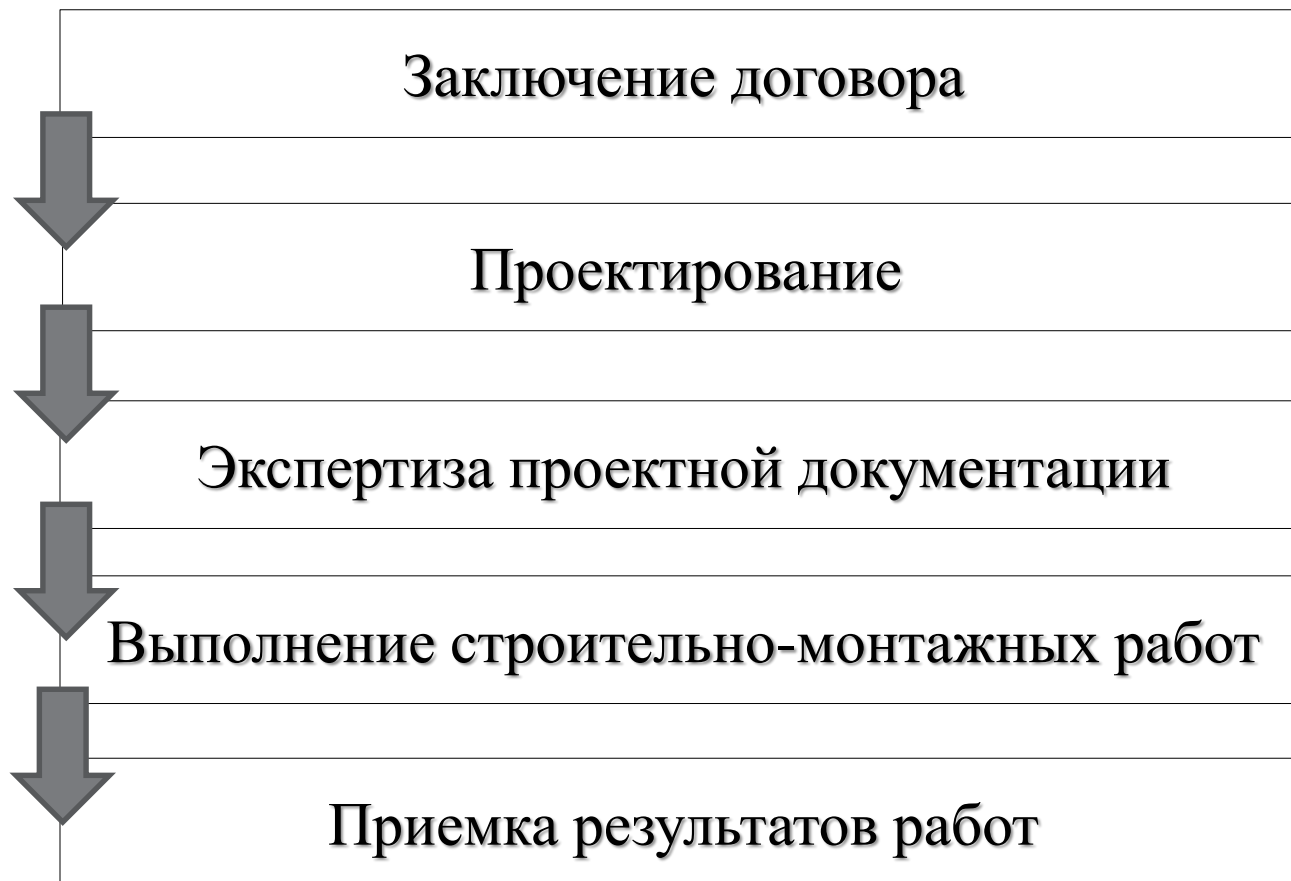 Заключение договора
Проектирование
Экспертиза проектной документации
Выполнение строительно-монтажных работ
Приемка результатов работ